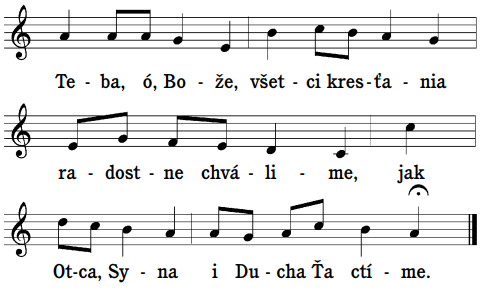 Te - ba, ó, Bo - že, všet - ci kres - ťa - nia
ra - dost - ne chvá - li - me, jak
Ot - ca, Sy - na i Du - cha Ťa ctí - me.